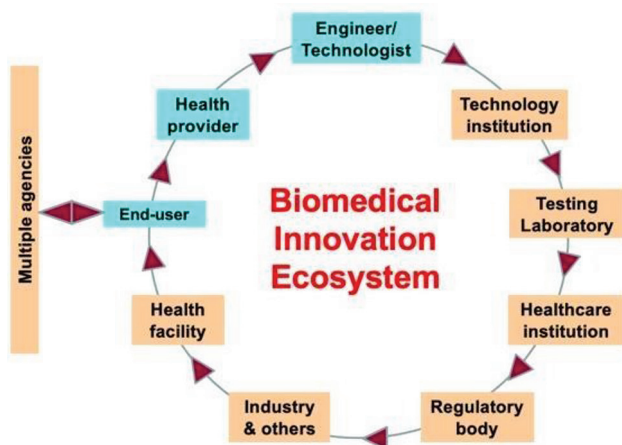 Engineer/
Technologist
Health
provider
Technology
institution
Multiple agencies
End-user
Biomedical
Innovation
Ecosystem
Testing
Laboratory
Health
facility
Healthcare
institution
Industry
& others
Regulatory
body